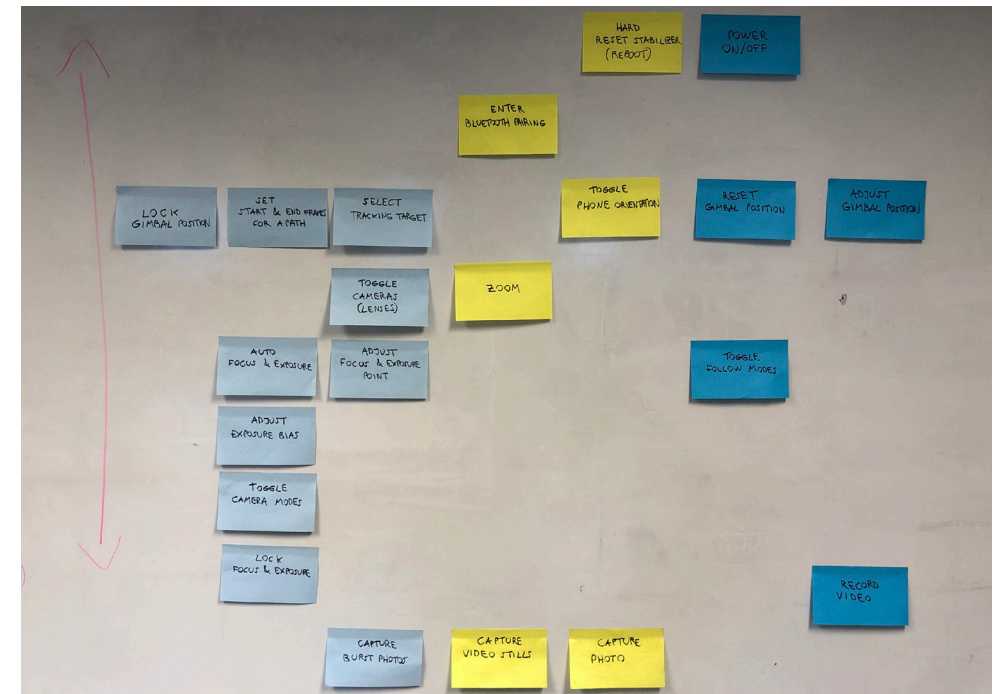 HARD
RESET STABILIZER
(REBOOT)
POWER
ON/OFF
ENTER
BLUETOOTH PAIRING
LOCK
GIMBAL POSITION
SET
START & END FRAMES
FOR A PATH
SELECT
TRACKING TARGET
TOGGLE
PHONE ORIENTATION
RESET
GIMBAL POSITION
ADJUST
GIMBAL POSITION
TOGGLE
CAMERAS
(LENSES)
ZOOM
AUTO
FOCUS & EXPOSURE
ADJUST
FOCUS & EXPOSURE
POINT
TOGGLE
FOLLOW MODES
ADJUST
EXPOSURE BIAS
TOGGLE
CAMERA MODES
LOCK
FOCUS & EXPOSURE
RECORD
VIDEO
CAPTURE
BURST PHOTOS
CAPTURE
VIDEO STILLS
CAPTURE
PHOTO